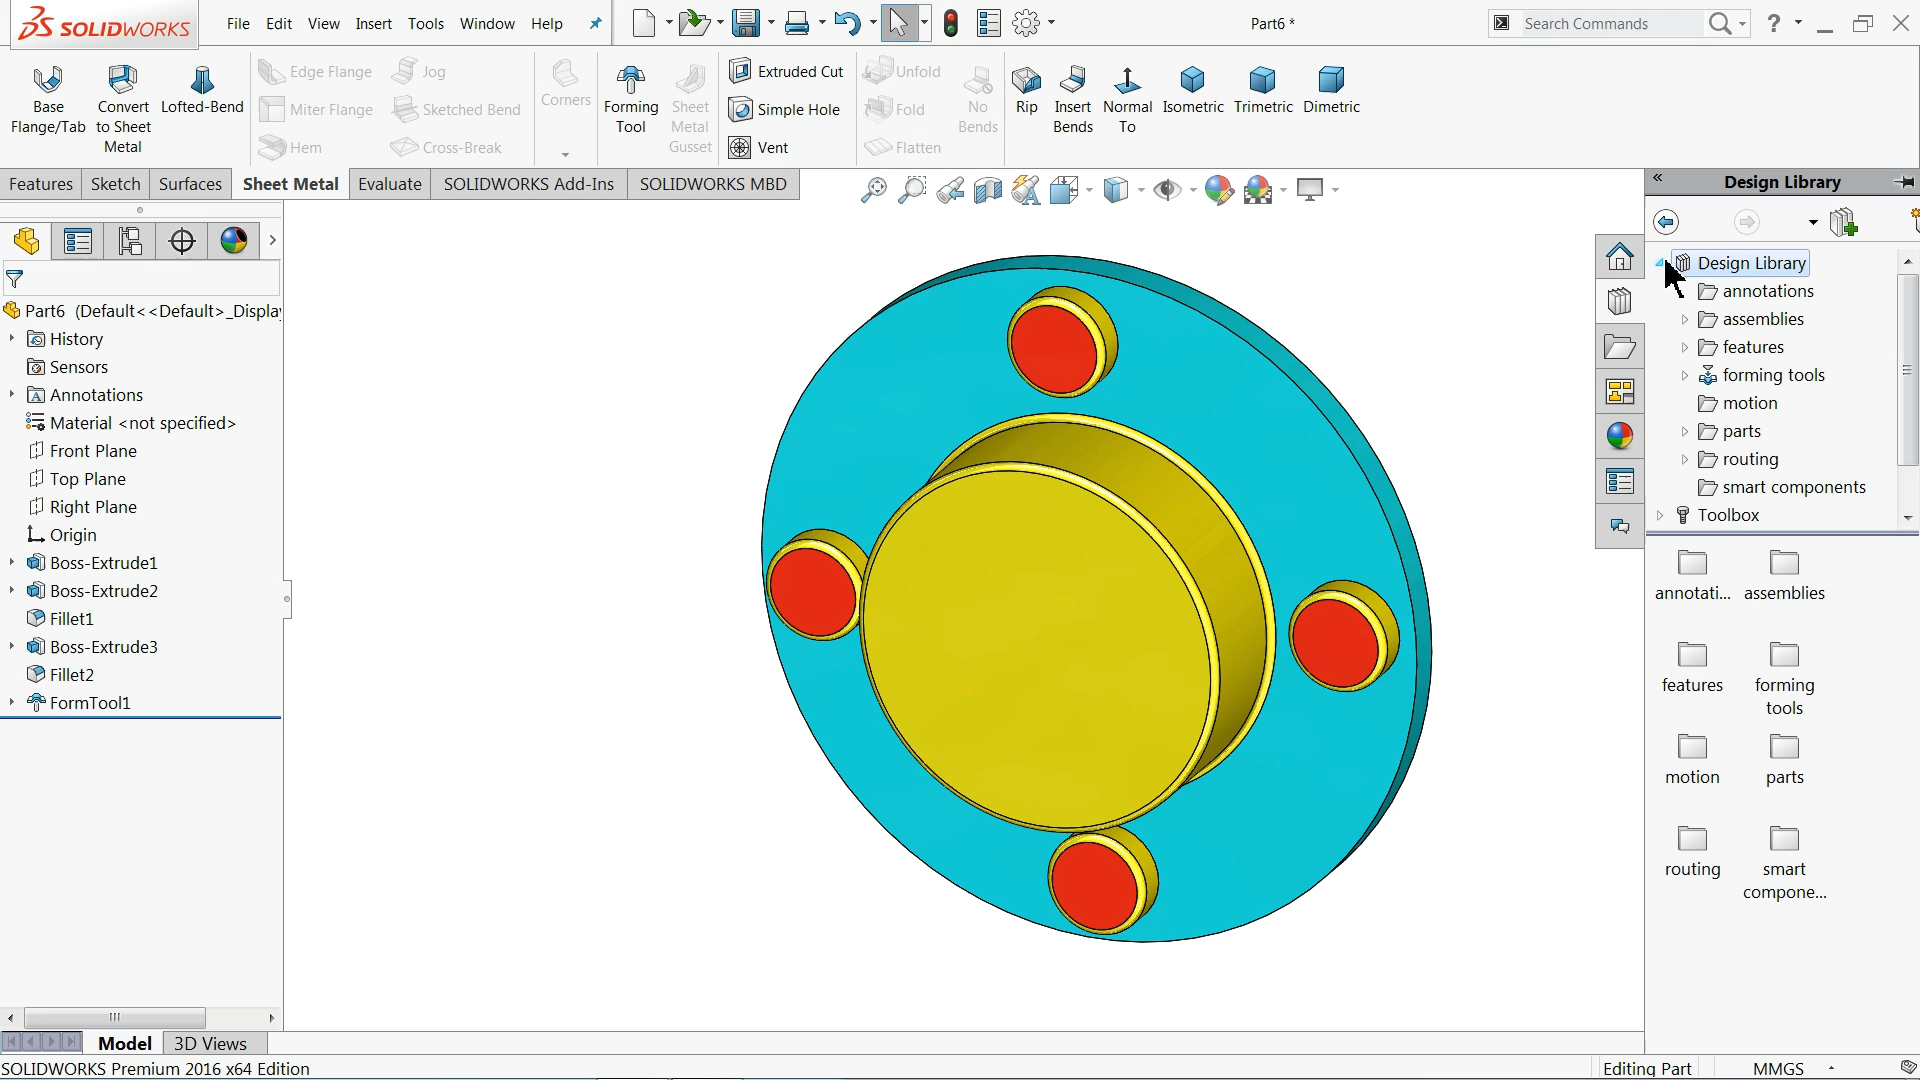 SOLIDWORKS
File Edit View Insert Tools Window Help
Part6 *
Search Commands
?
Base Flange/Tab
Convert to Sheet Metal
Lofted-Bend
Edge Flange
Miter Flange
Hem
Jog
Sketched Bend
Cross-Break
Corners
Forming Tool
Sheet Metal Gusset
Extruded Cut
Simple Hole
Vent
Unfold
Fold
Flatten
No Bends
Rip
Insert Bends
Normal To
Isometric
Trimetric
Dimetric
Features Sketch Surfaces Sheet Metal Evaluate SOLIDWORKS Add-Ins SOLIDWORKS MBD
Part6 (Default<<Default>_Displa
History
Sensors
Annotations
Material <not specified>
Front Plane
Top Plane
Right Plane
Origin
Boss-Extrude1
Boss-Extrude2
Fillet1
Boss-Extrude3
Fillet2
FormTool1
Design Library
Design Library
annotations
assemblies
features
forming tools
motion
parts
routing
smart components
Toolbox
annotati... assemblies
features forming tools
motion parts
routing smart compone...
Model 3D Views
SOLIDWORKS Premium 2016 x64 Edition
Editing Part MMGS